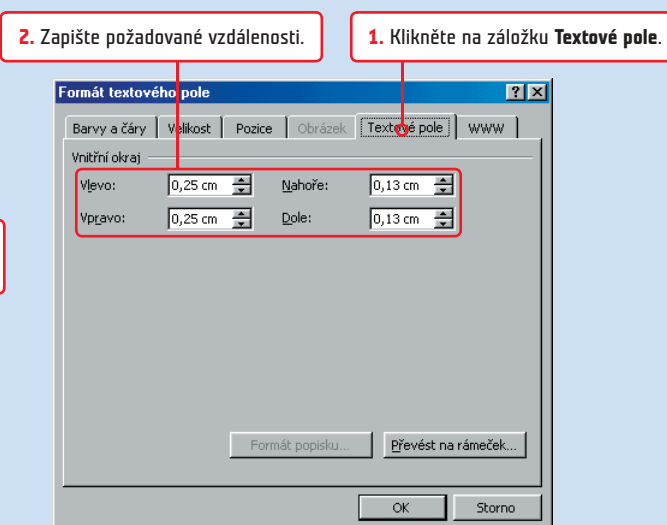 2. Zapište požadované vzdálenosti.
1. Klikněte na záložku Textové pole.
Formát textového pole
Barvy a čáry Velikost Pozice Obrázek Textové pole WWW
Vnitřní okraj
Vlevo: 0,25 cm Nahoře: 0,13 cm
Vpravo: 0,25 cm Dole: 0,13 cm
Formát popisku... Převést na rámeček...
OK Storno